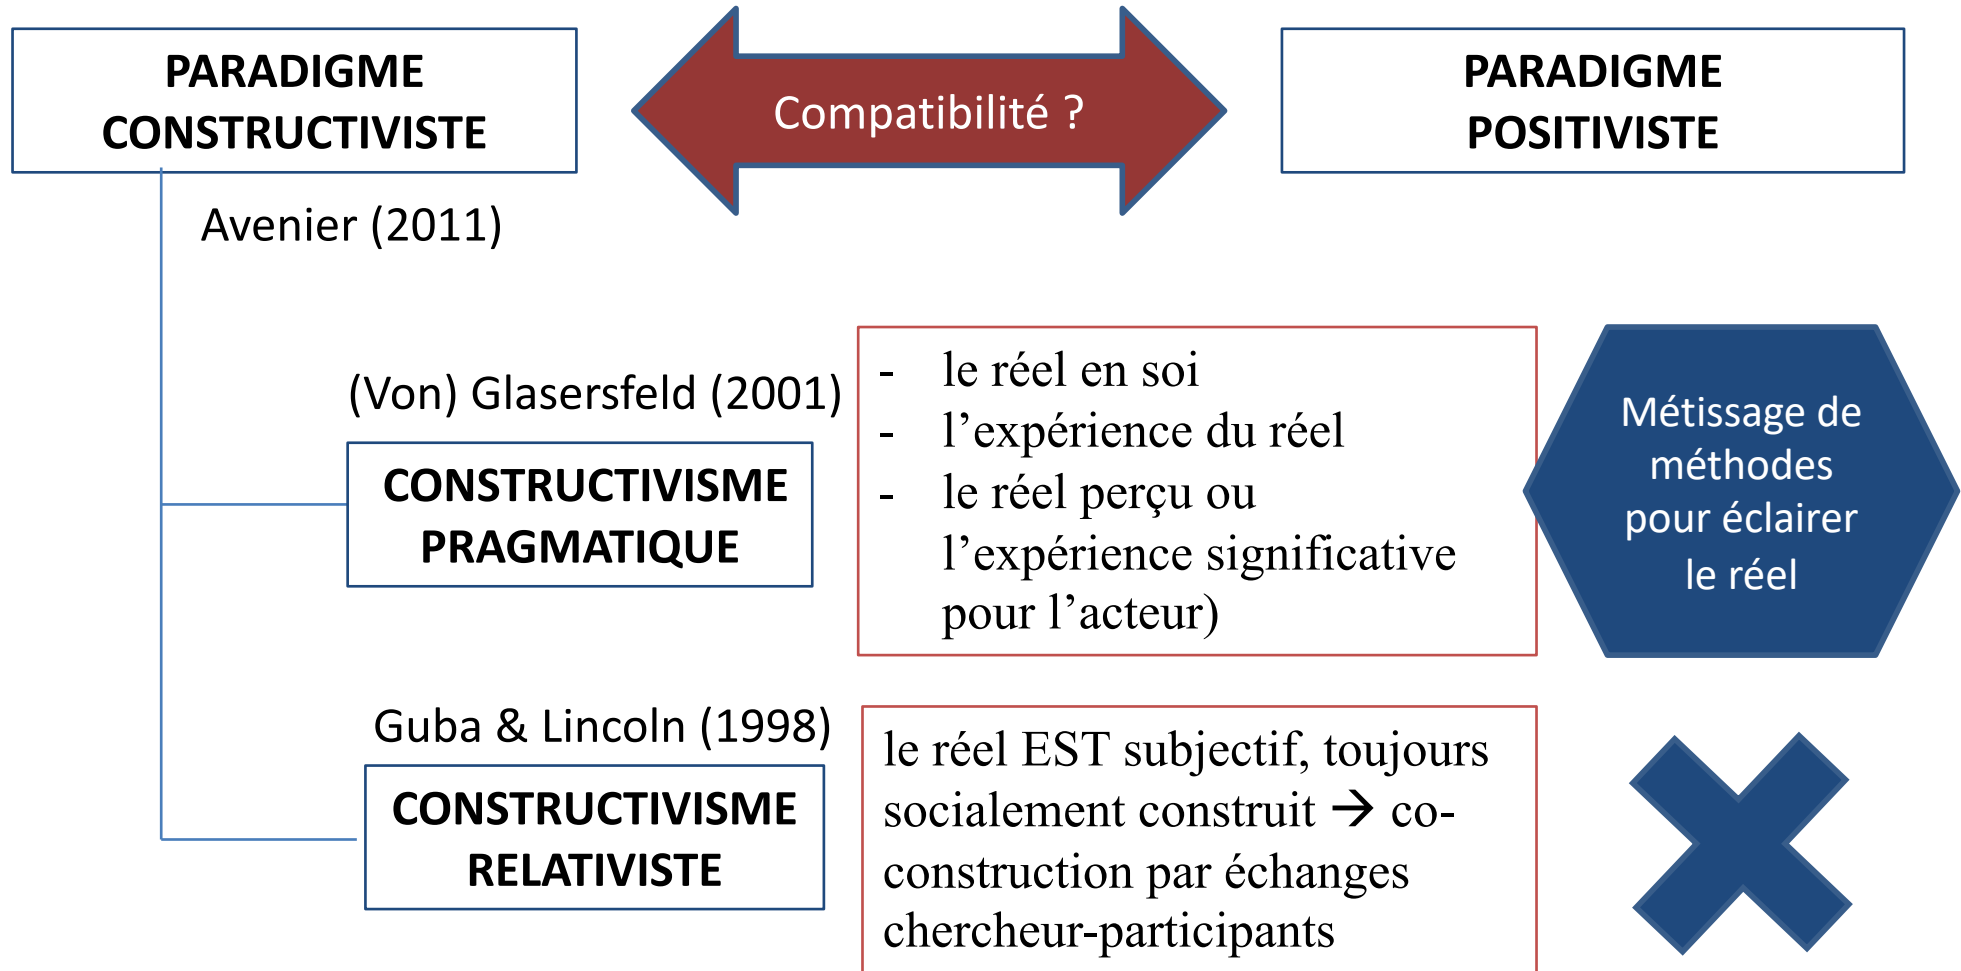 PARADIGME
CONSTRUCTIVISTE
Compatibilité ?
PARADIGME
POSITIVISTE
Avenier (2011)
(Von) Glasersfeld (2001)
CONSTRUCTIVISME
PRAGMATIQUE
- le réel en soi
- l’expérience du réel
- le réel perçu ou
l’expérience significative
pour l’acteur)
Métissage de
méthodes
pour éclairer
le réel
Guba & Lincoln (1998)
CONSTRUCTIVISME
RELATIVISTE
le réel EST subjectif, toujours
socialement construit → co-
construction par échanges
chercheur-participants